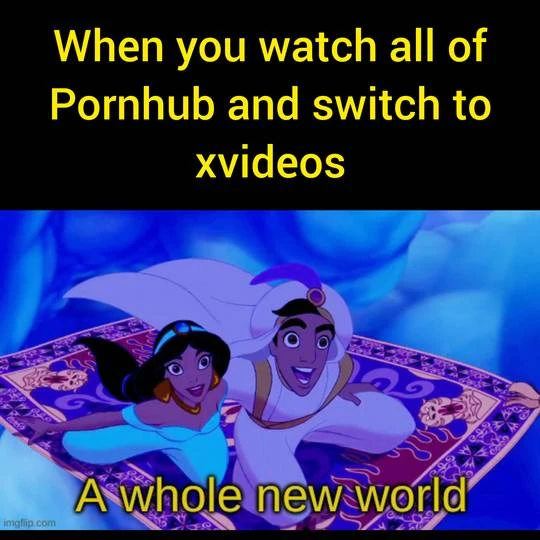 When you watch all of
Pornhub and switch to
xvideos
A whole new world
imgflip.com